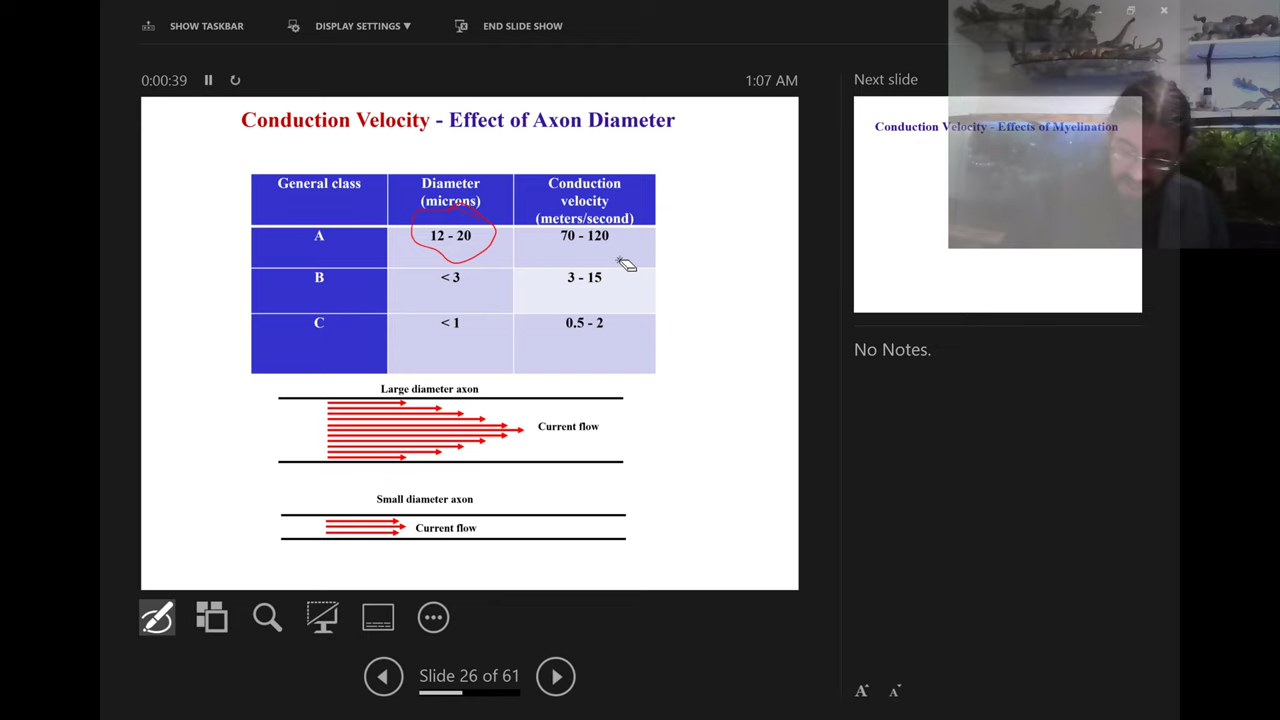 SHOW TASKBAR
DISPLAY SETTINGS ▼
END SLIDE SHOW
0:00:39
1:07 AM
Conduction Velocity - Effect of Axon Diameter
General class
Diameter
(microns)
Conduction
velocity
(meters/second)
A
12 - 20
70 - 120
B
< 3
3 - 15
C
< 1
0.5 - 2
Large diameter axon
Current flow
Small diameter axon
Current flow
Slide 26 of 61
Next slide
Conduction Velocity - Effects of Myelination
No Notes.
A
A